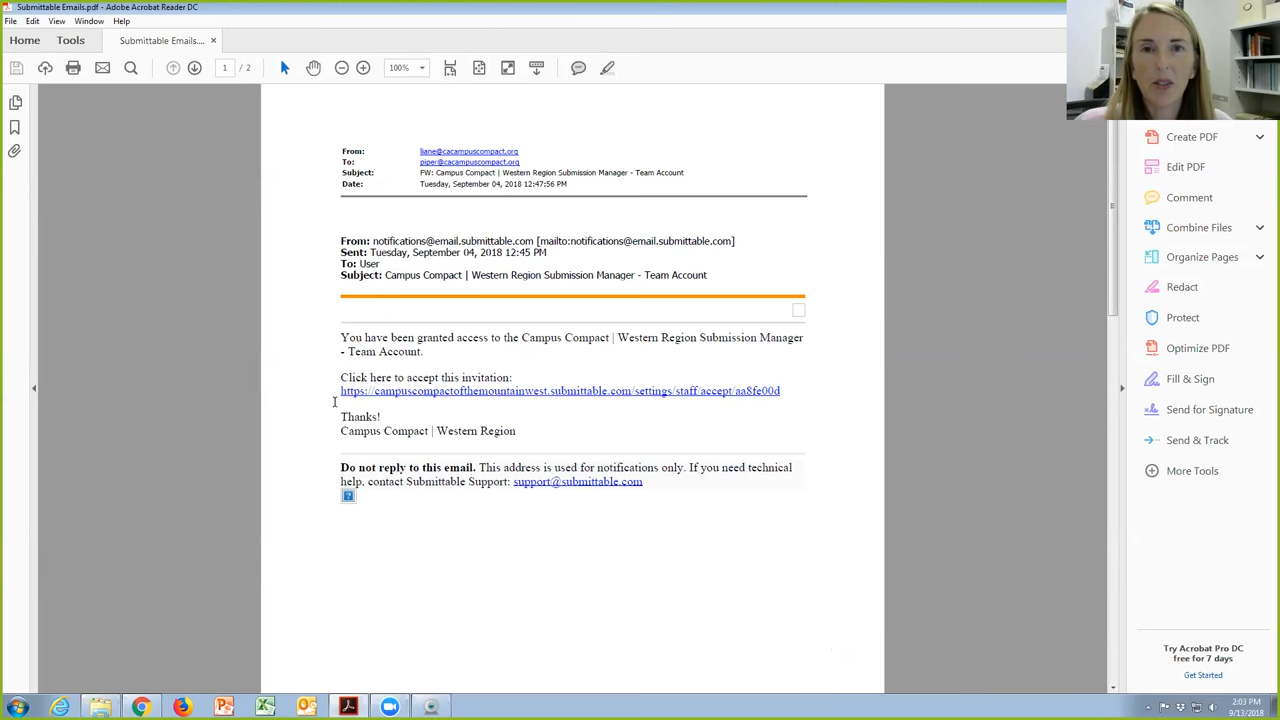 Submittable Emails.pdf - Adobe Acrobat Reader DC
File Edit View Window Help
Home Tools Submittable Emails.... ×
1 / 2 100%
From: liane@cacampuscompact.org
To: piper@cacampuscompact.org
Subject: FW: Campus Compact | Western Region Submission Manager - Team Account
Date: Tuesday, September 04, 2018 12:47:56 PM
From: notifications@email.submittable.com [mailto:notifications@email.submittable.com]
Sent: Tuesday, September 04, 2018 12:45 PM
To: User
Subject: Campus Compact | Western Region Submission Manager - Team Account
You have been granted access to the Campus Compact | Western Region Submission Manager
- Team Account.
Click here to accept this invitation:
https://campuscompactofthemountainwest.submittable.com/settings/staff/accept/aa8fe00d
Thanks!
Campus Compact | Western Region
Do not reply to this email. This address is used for notifications only. If you need technical
help, contact Submittable Support: support@submittable.com
Create PDF
Edit PDF
Comment
Combine Files
Organize Pages
Redact
Protect
Optimize PDF
Fill & Sign
Send for Signature
Send & Track
More Tools
Try Acrobat Pro DC
free for 7 days
Get Started
2:03 PM
9/13/2018